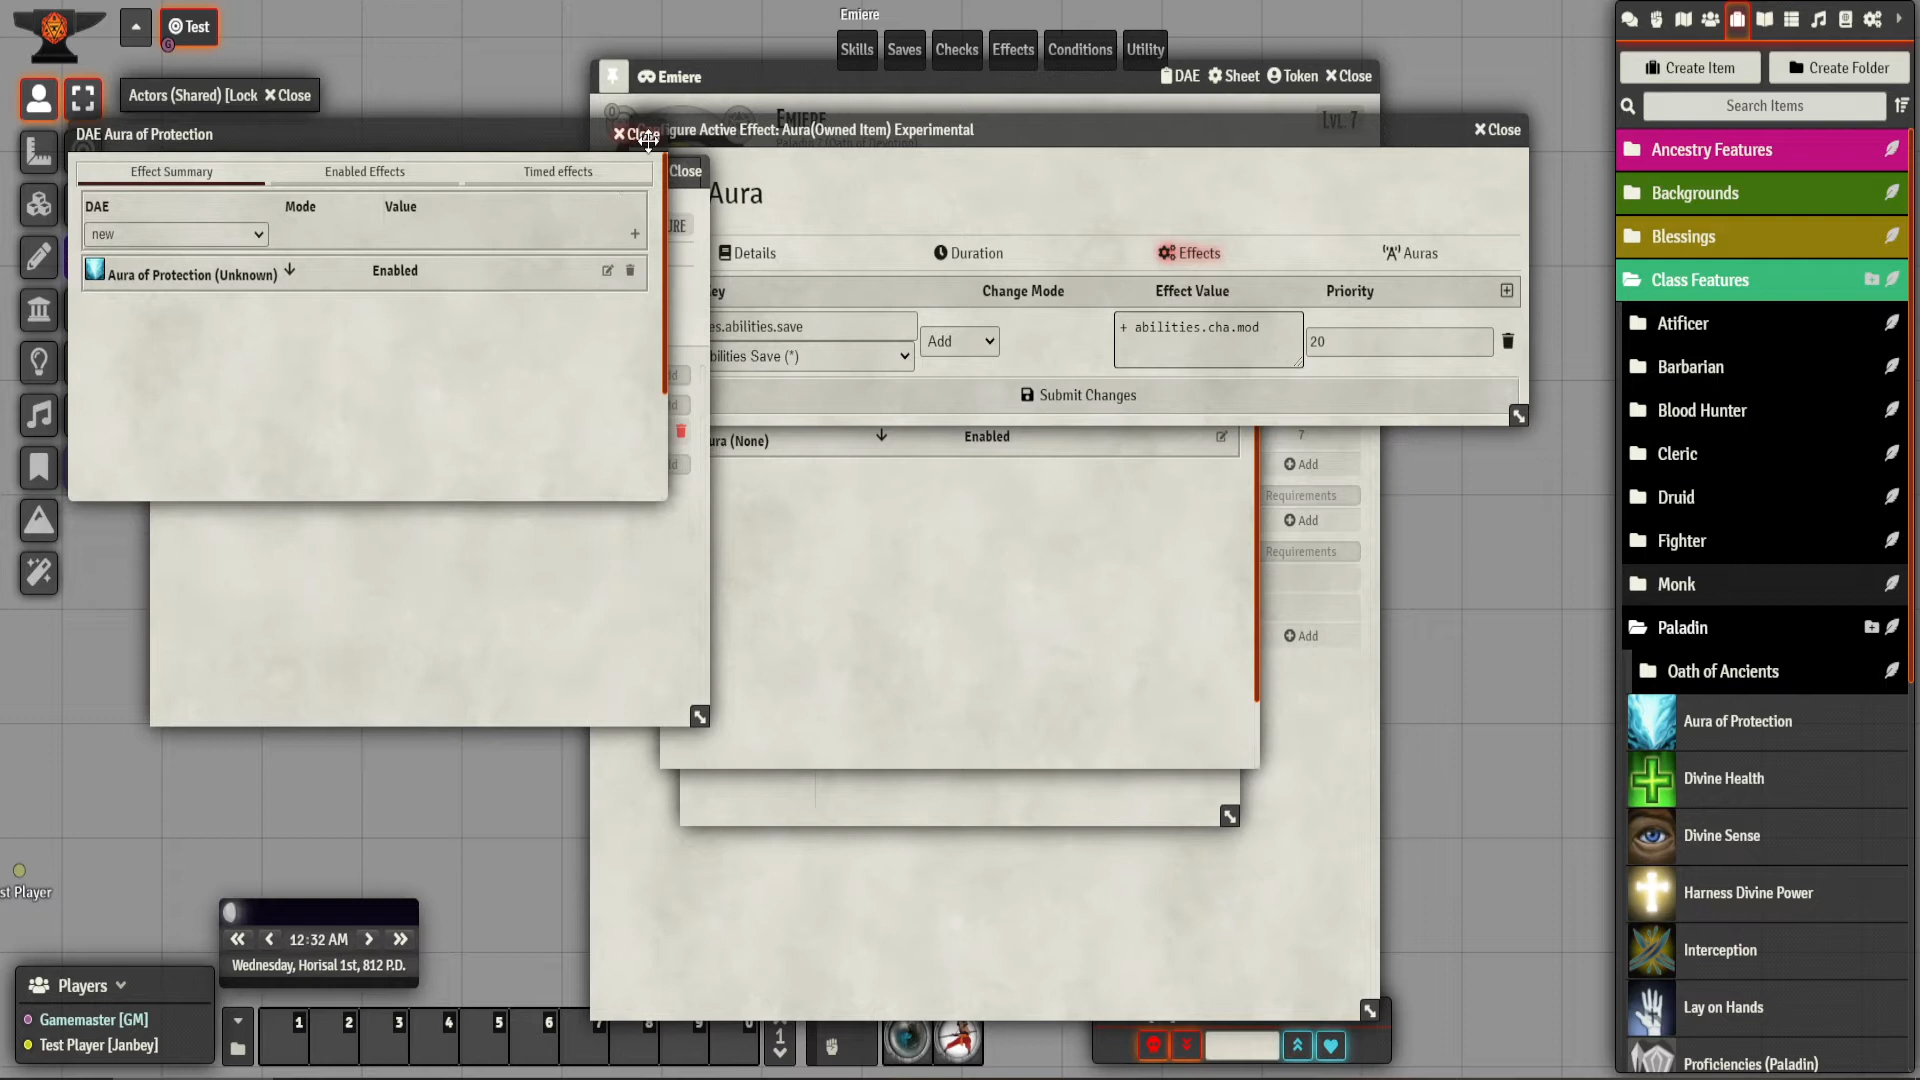 Test
G
Emiere
Skills
Saves
Checks
Effects
Conditions
Utility
Create Item
Create Folder
Search Items
Actors (Shared) [Lock
Close
Emiere
DAE
Sheet
Token
Close
Lvl. 7
DAE Aura of Protection
gure Active Effect: Aura(Owned Item) Experimental
Close
Effect Summary
Enabled Effects
Timed effects
Close
DAE
Mode
Value
new
Aura of Protection (Unknown)
Enabled
Aura
Details
Duration
Effects
Auras
ey
Change Mode
Effect Value
Priority
es.abilities.save
bilities Save (*)
Add
+ abilities.cha.mod
20
Submit Changes
ura (None)
Enabled
7
Add
Requirements
Add
Requirements
Add
Ancestry Features
Backgrounds
Blessings
Class Features
Atificer
Barbarian
Blood Hunter
Cleric
Druid
Fighter
Monk
Paladin
Oath of Ancients
Aura of Protection
Divine Health
Divine Sense
Harness Divine Power
Interception
Lay on Hands
Proficiencies (Paladin)
st Player
12:32 AM
Wednesday, Horisal 1st, 812 P.D.
Players
Gamemaster [GM]
Test Player [Janbey]
1
2
3
4
5
6
1